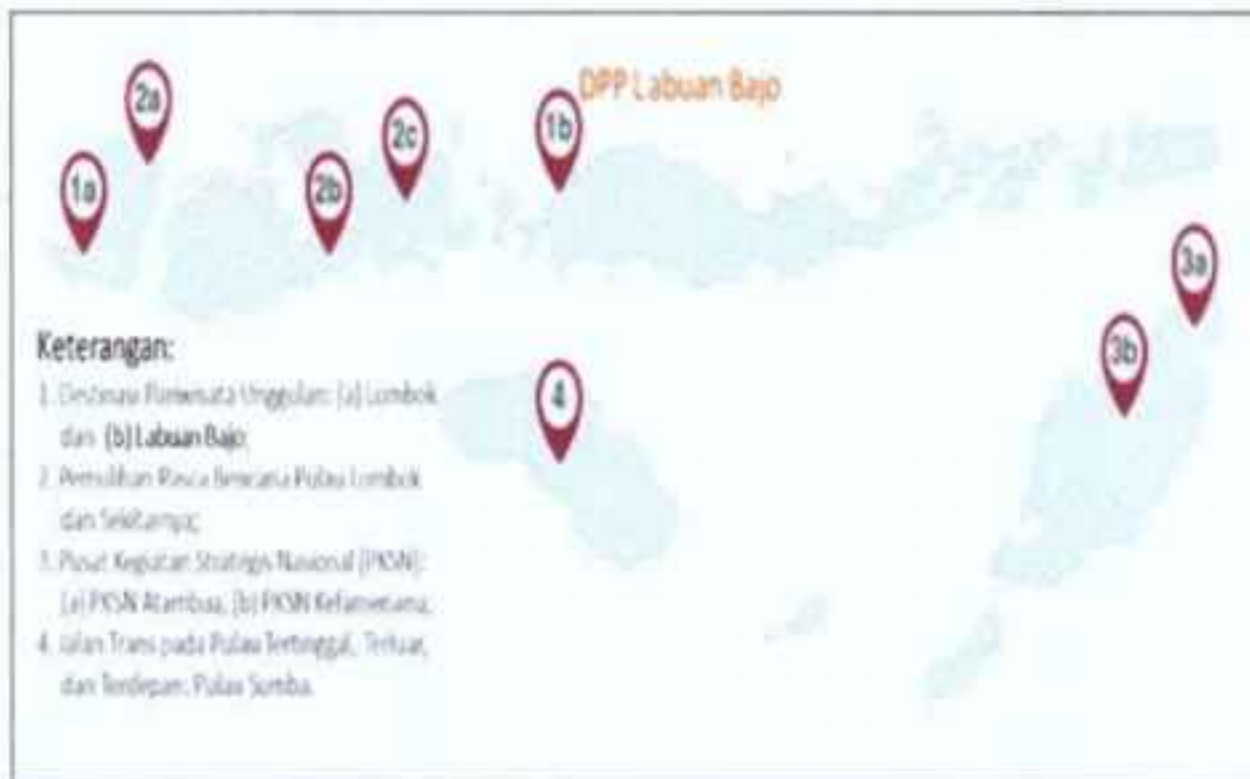 DPP Labuan Bajo
2a
1b
2c
1a
2b
3a
3b
4
Keterangan:
1. Destinasi Pariwisata Unggulan: (a) Lombok
dan (b) Labuan Bajo;
2. Pemulihan Pasca Bencana Pulau Lombok
dan Sekitarnya;
3. Pusat Kegiatan Strategis Nasional (PKSN):
(a) PKSN Atambua, (b) PKSN Kefamenanu;
4. Jalan Trans pada Pulau Tertinggal, Terluar,
dan Terdepan: Pulau Sumba.